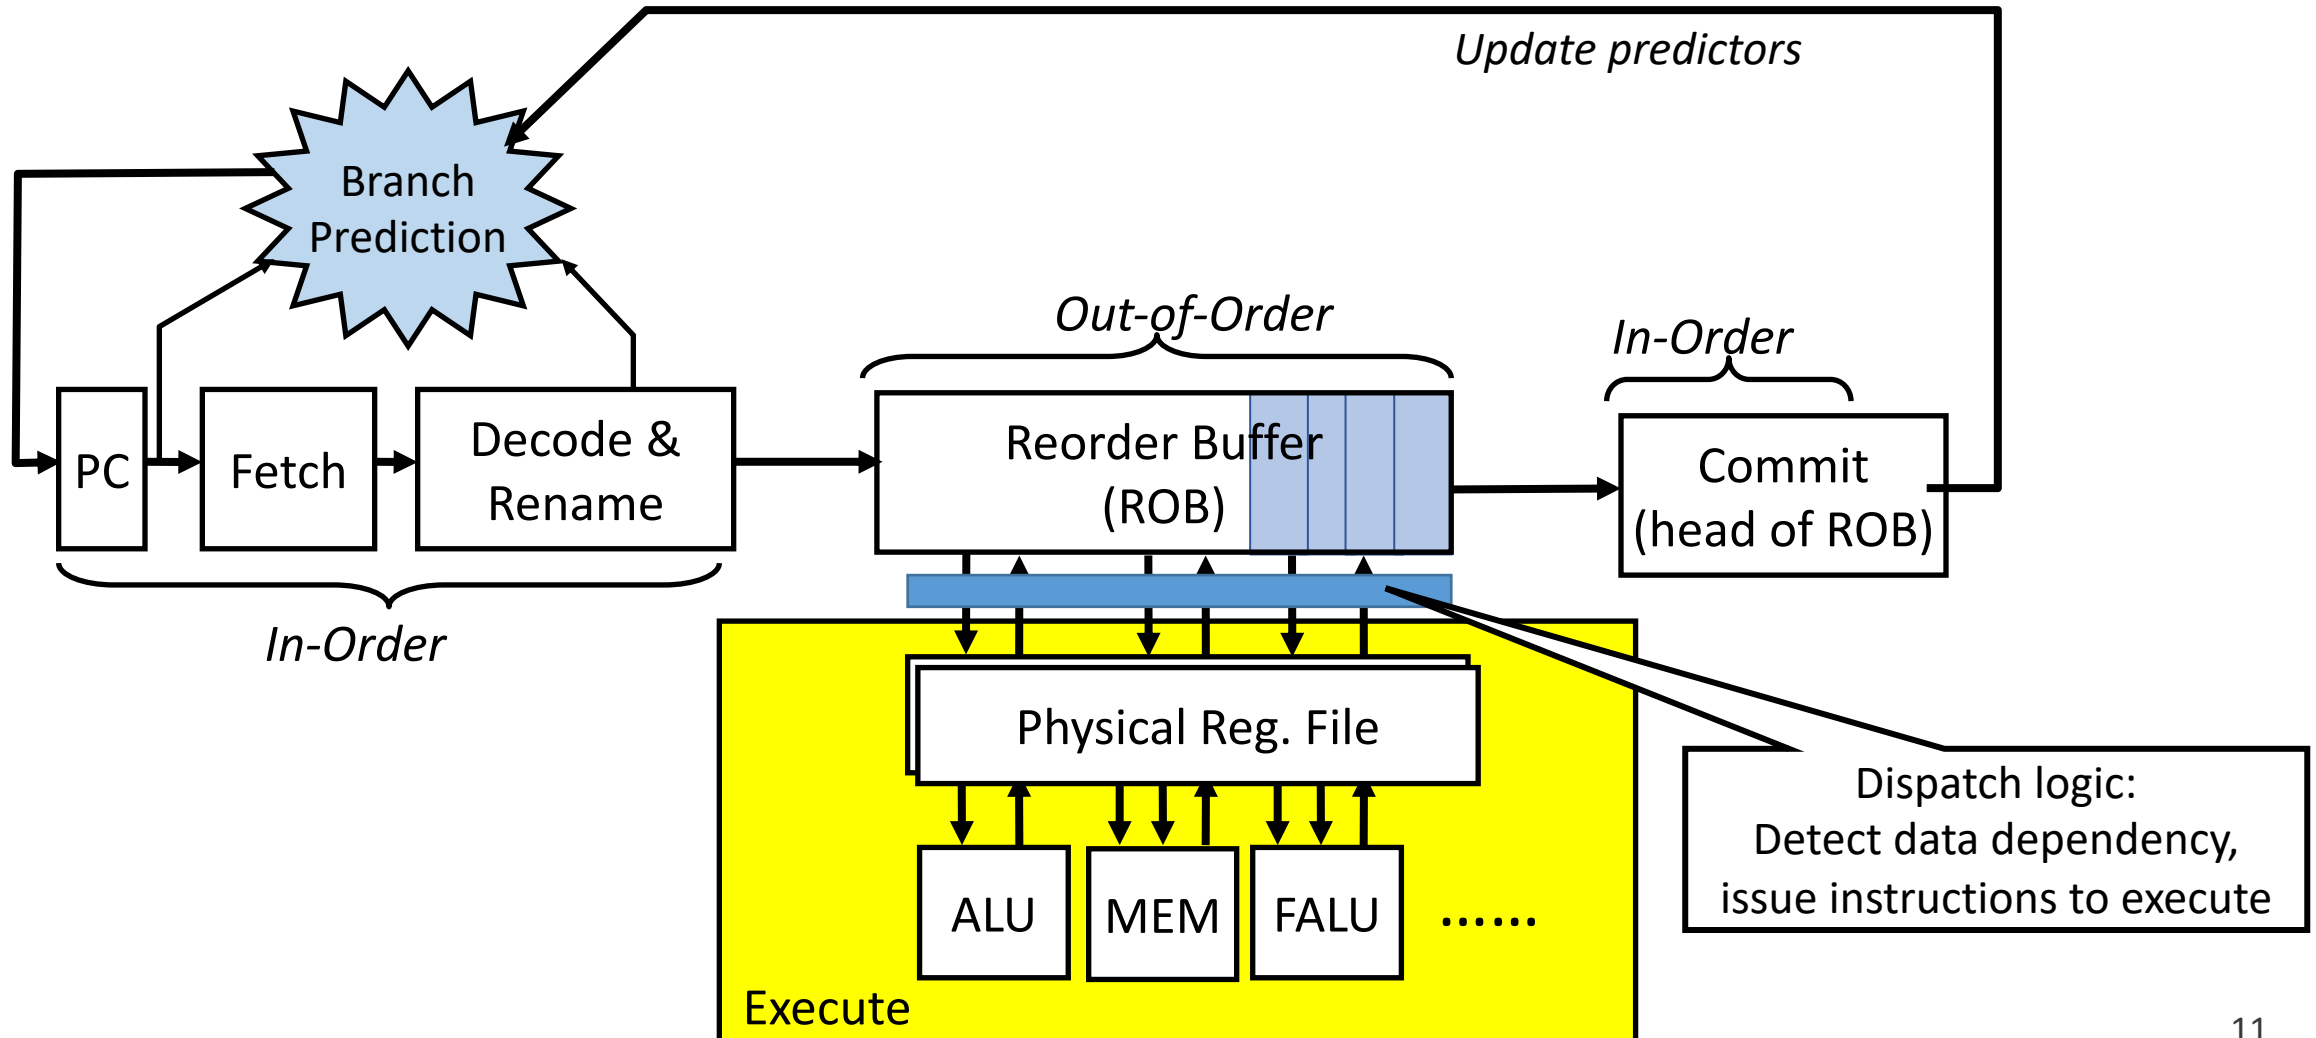 Update predictors
Branch
Prediction
Out-of-Order
In-Order
PC
Fetch
Decode &
Rename
Reorder Buffer
(ROB)
Commit
(head of ROB)
In-Order
Physical Reg. File
Dispatch logic:
Detect data dependency,
issue instructions to execute
ALU
MEM
FALU
......
Execute
11